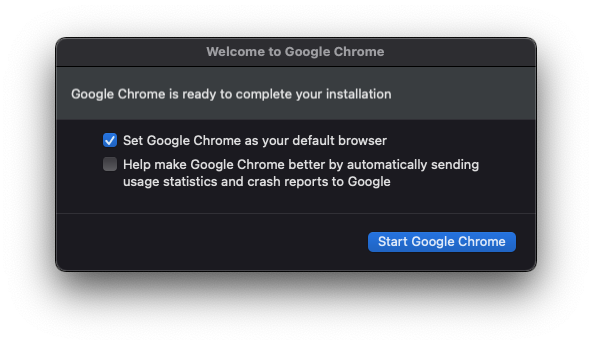 Welcome to Google Chrome
Google Chrome is ready to complete your installation
Set Google Chrome as your default browser
Help make Google Chrome better by automatically sending
usage statistics and crash reports to Google
Start Google Chrome